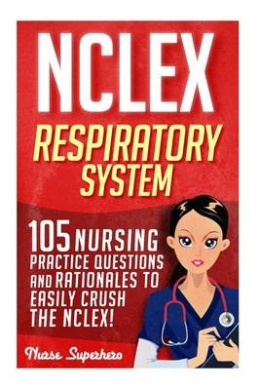 NCLEX
RESPIRATORY
SYSTEM
105 NURSING
PRACTICE QUESTIONS
AND RATIONALES TO
EASILY CRUSH
THE NCLEX!
Nurse Superhero